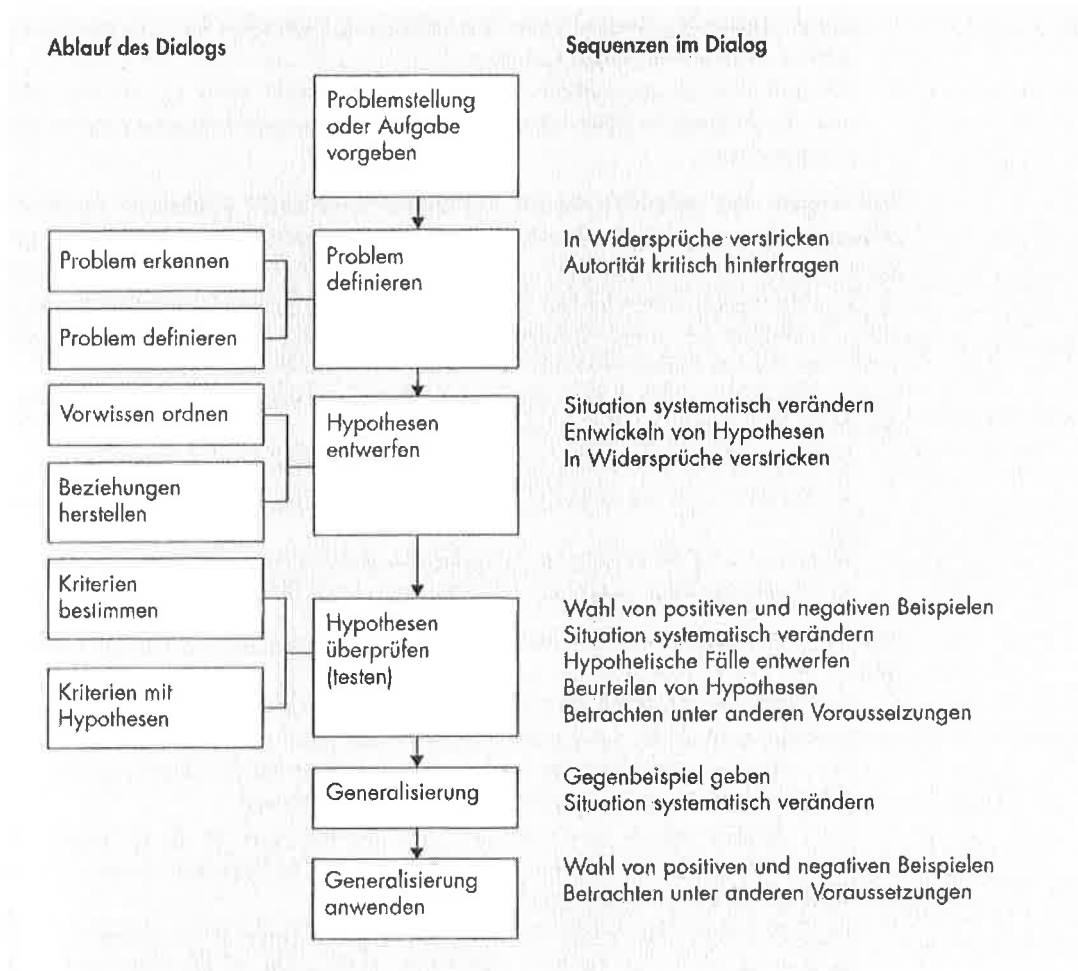 Ablauf des Dialogs
Sequenzen im Dialog
Problemstellung
oder Aufgabe
vorgeben
Problem erkennen
Problem definieren
Problem
definieren
In Widersprüche verstricken
Autorität kritisch hinterfragen
Vorwissen ordnen
Beziehungen
herstellen
Hypothesen
entwerfen
Situation systematisch verändern
Entwickeln von Hypothesen
In Widersprüche verstricken
Kriterien
bestimmen
Kriterien mit
Hypothesen
Hypothesen
überprüfen
(testen)
Wahl von positiven und negativen Beispielen
Situation systematisch verändern
Hypothetische Fälle entwerfen
Beurteilen von Hypothesen
Betrachten unter anderen Voraussetzungen
Generalisierung
Gegenbeispiel geben
Situation systematisch verändern
Generalisierung
anwenden
Wahl von positiven und negativen Beispielen
Betrachten unter anderen Voraussetzungen